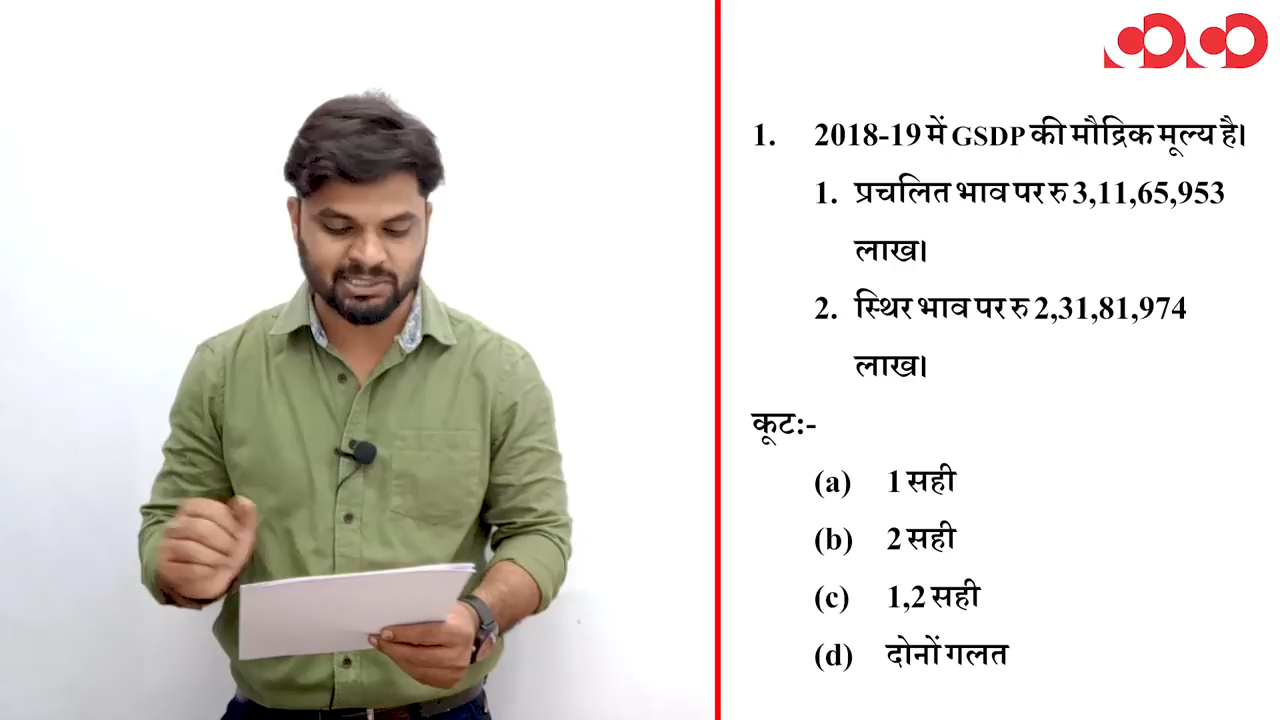 1. 2018-19 में GSDP की मौद्रिक मूल्य है।
1. प्रचलित भाव पर रु 3,11,65,953
लाख।
2. स्थिर भाव पर रु 2,31,81,974
लाख।
कूट:-
(a) 1 सही
(b) 2 सही
(c) 1,2 सही
(d) दोनों गलत